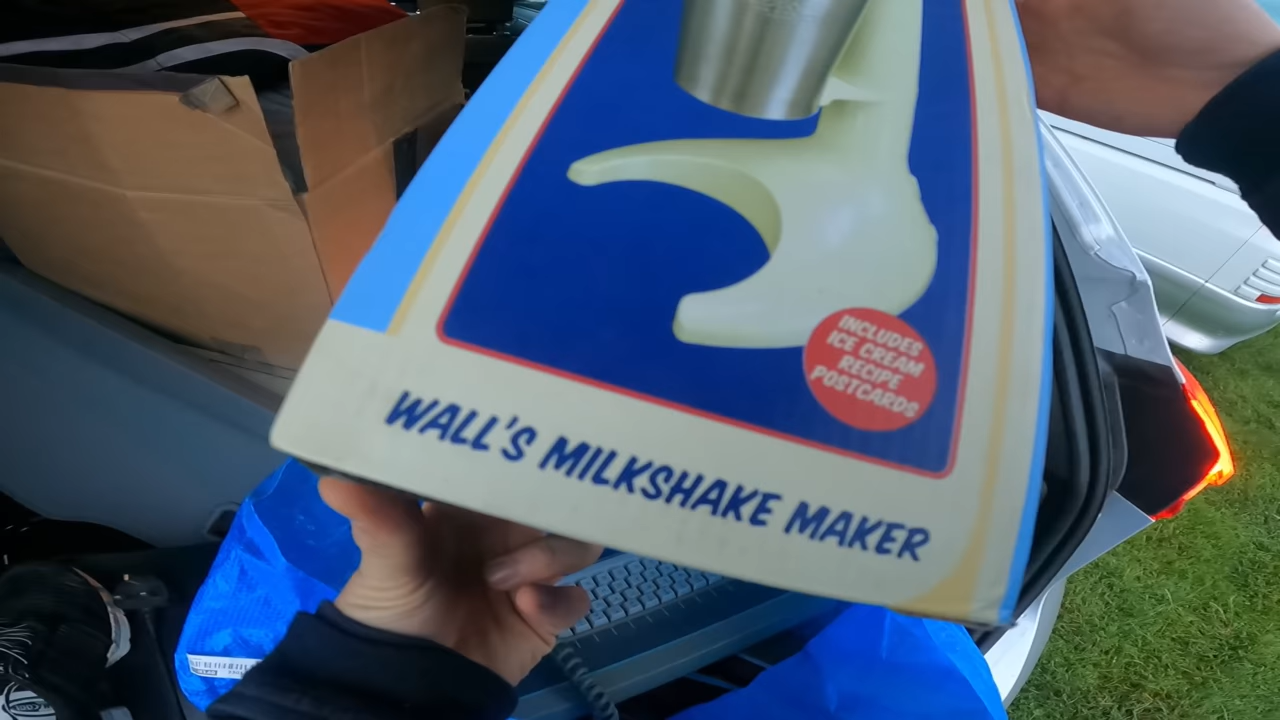 INCLUDES
ICE CREAM
RECIPE
POSTCARDS
WALL'S MILKSHAKE MAKER